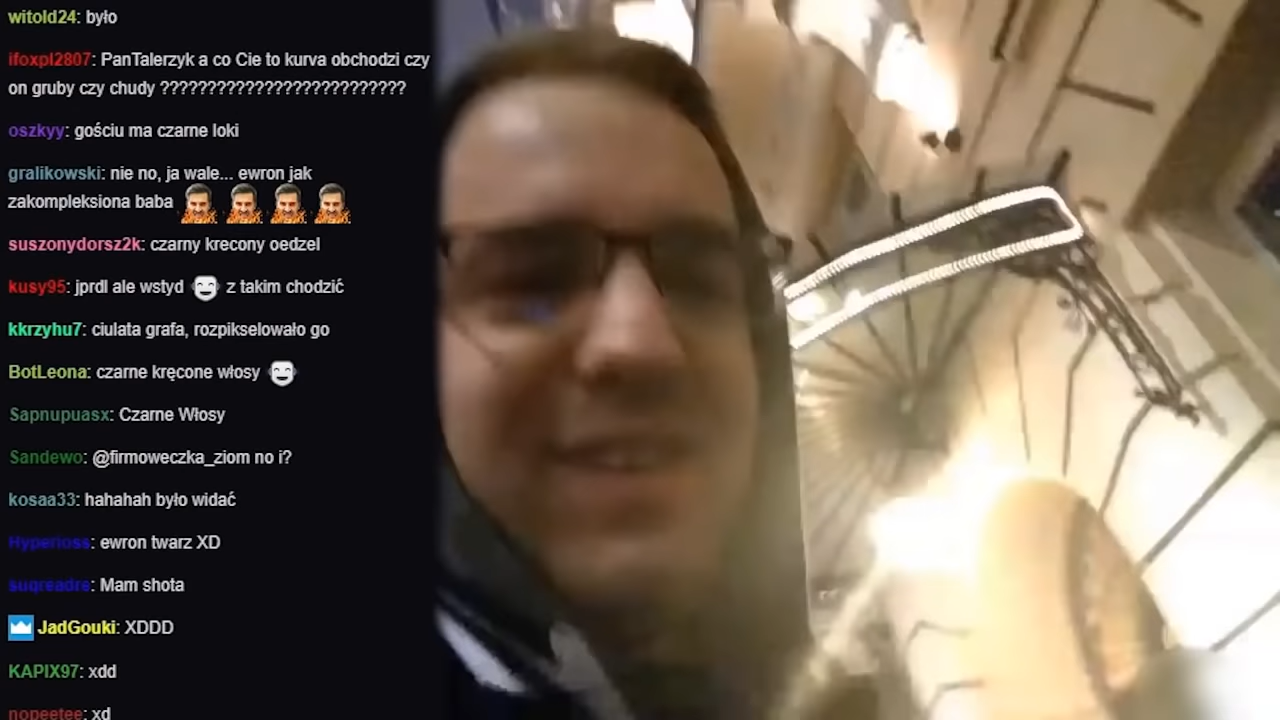 witold24: było
ifoxpl2807: PanTalerzyk a co Cie to kurva obchodzi czy
on gruby czy chudy ??????????????????????????
oszkyy: gościu ma czarne loki
gralikowski: nie no, ja wale... ewron jak
zakompleksiona baba
suszonydorsz2k: czarny krecony oedzel
kusy95: jprdl ale wstyd z takim chodzić
kkrzyhu7: ciulata grafa, rozpikselowało go
BotLeona: czarne kręcone włosy
Sapnupuasx: Czarne Włosy
Sandewo: @firmoweczka_ziom no i?
kosaa33: hahahah było widać
Hyperioss: ewron twarz XD
suqreadre: Mam shota
JadGouki: XDDD
KAPIX97: xdd
nopeetee: xd